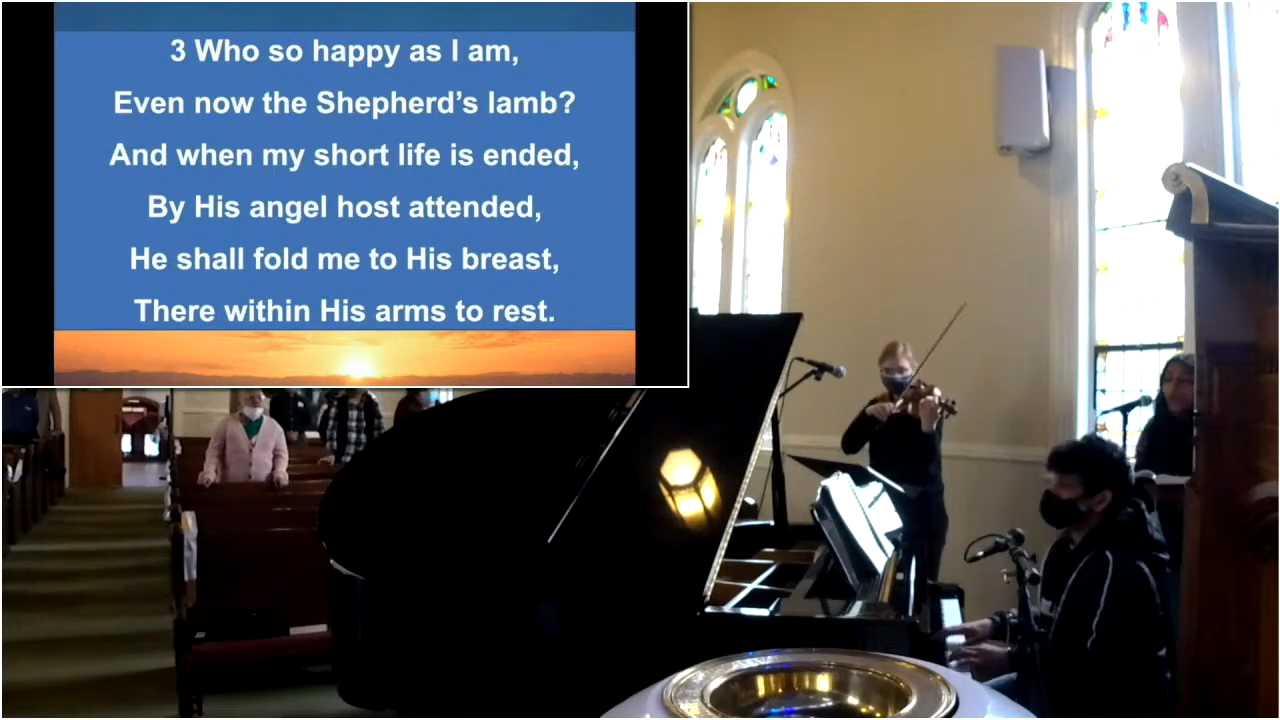 3 Who so happy as I am,
Even now the Shepherd’s lamb?
And when my short life is ended,
By His angel host attended,
He shall fold me to His breast,
There within His arms to rest.